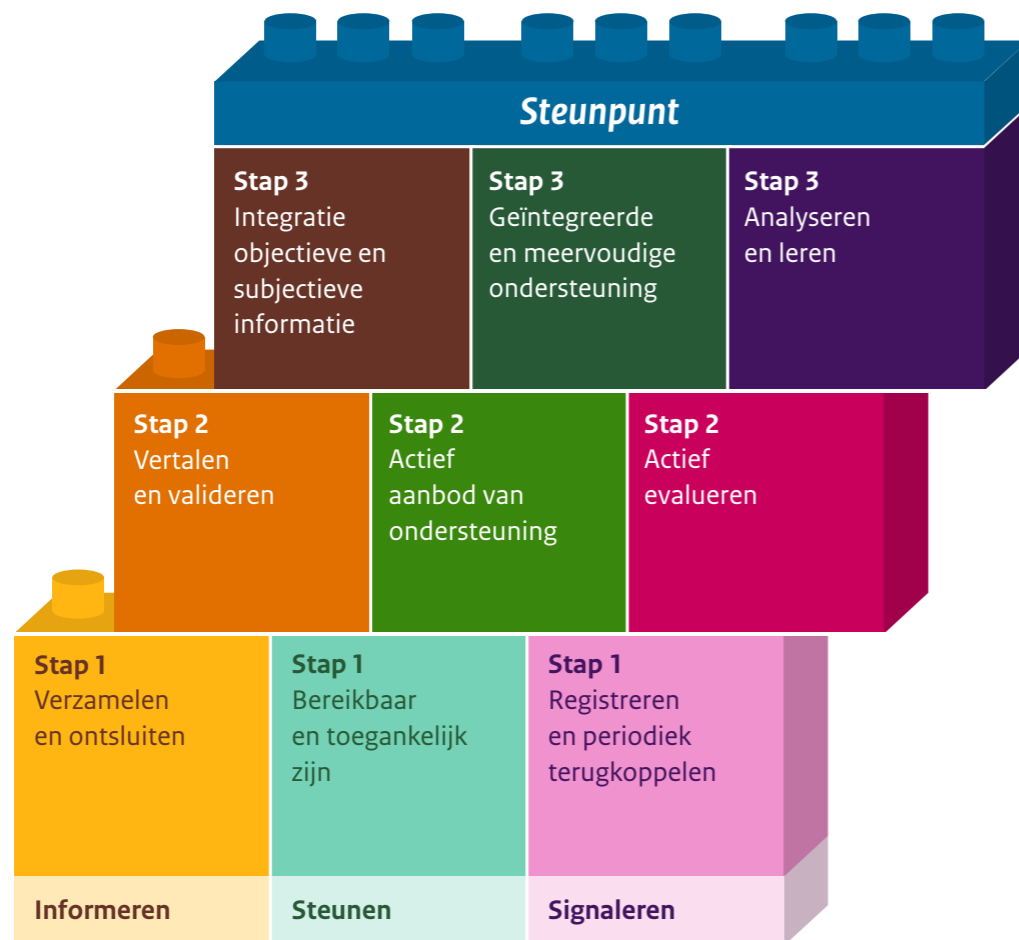 Steunpunt
Stap 3
Integratie
objectieve en
subjectieve
informatie
Stap 3
Geïntegreerde
en meervoudige
ondersteuning
Stap 3
Analyseren
en leren
Stap 2
Vertalen
en valideren
Stap 2
Actief
aanbod van
ondersteuning
Stap 2
Actief
evalueren
Stap 1
Verzamelen
en ontsluiten
Stap 1
Bereikbaar
en toegankelijk
zijn
Stap 1
Registreren
en periodiek
terugkoppelen
Informeren
Steunen
Signaleren